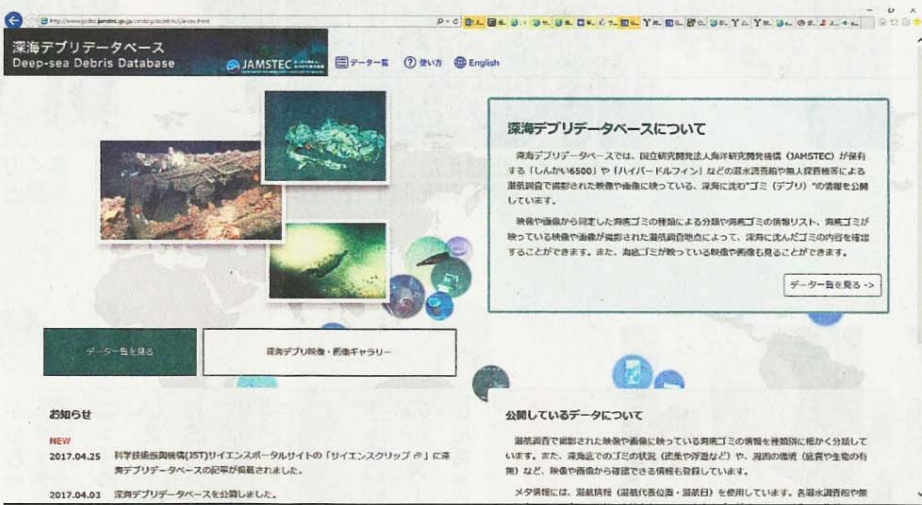 深海デブリデータベース
Deep-sea Debris Database
JAMSTEC
データ一覧
使い方
English
深海デブリデータベースについて
深海デブリデータベースでは、国立研究開発法人海洋研究開発機構（JAMSTEC）が保有
する「しんかい6500」や「ハイパードルフィン」などの潜水調査船や無人探査機等による
潜航調査で撮影された映像や画像に映っている、深海に沈む"ゴミ（デブリ）"の情報を公開
しています。
映像や画像から同定した海底ゴミの種類による分類や海底ゴミの情報リスト、海底ゴミが
映っている映像や画像が撮影された潜航調査地点によって、深海に沈んだゴミの内容を確認
することができます。また、海底ゴミが映っている映像や画像も見ることができます。
データ一覧を見る ->
データ一覧を見る
深海デブリ映像・画像ギャラリー
お知らせ
NEW
2017.04.25 科学技術振興機構(JST)サイエンスポータルサイトの「サイエンスクリップ」に深
海デブリデータベースの記事が掲載されました。
2017.04.03 深海デブリデータベースを公開しました。
公開しているデータについて
潜航調査で撮影された映像や画像に映っている海底ゴミの情報を種類別に細かく分類して
います。また、深海底でのゴミの状況（密集や浮遊など）や、周囲の環境（底質や生物の有
無）など、映像や画像から確認できる情報も登録しています。
メタ情報には、潜航情報（潜航代表位置・潜航日）を使用しています。各潜水調査船や無